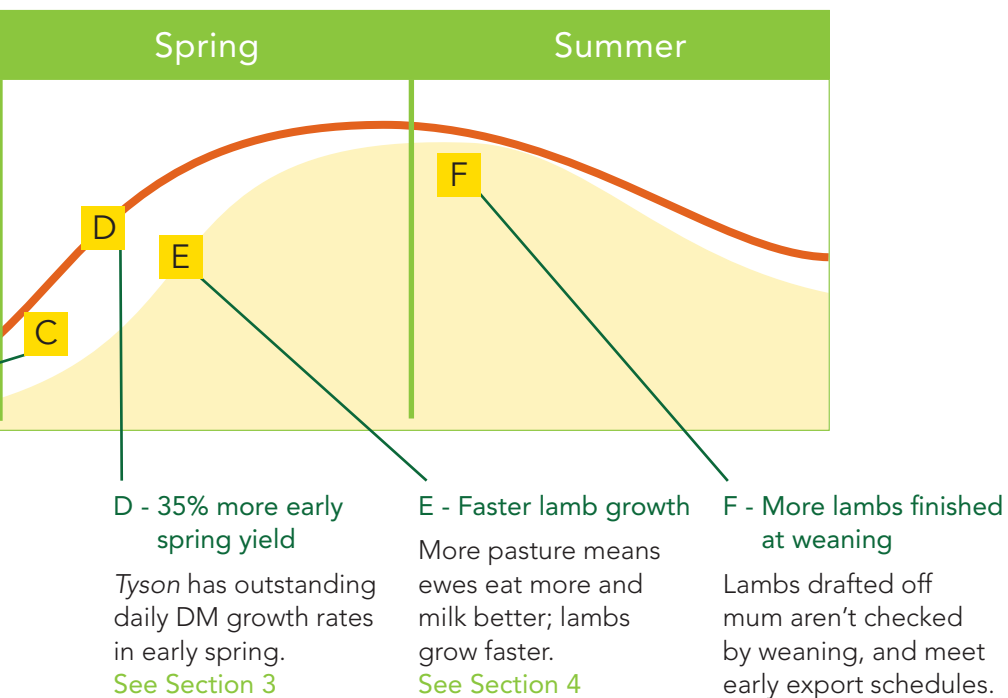 Spring
Summer
F
D
E
C
D - 35% more early
spring yield
Tyson has outstanding
daily DM growth rates
in early spring.
See Section 3
E - Faster lamb growth
More pasture means
ewes eat more and
milk better; lambs
grow faster.
See Section 4
F - More lambs finished
at weaning
Lambs drafted off
mum aren’t checked
by weaning, and meet
early export schedules.